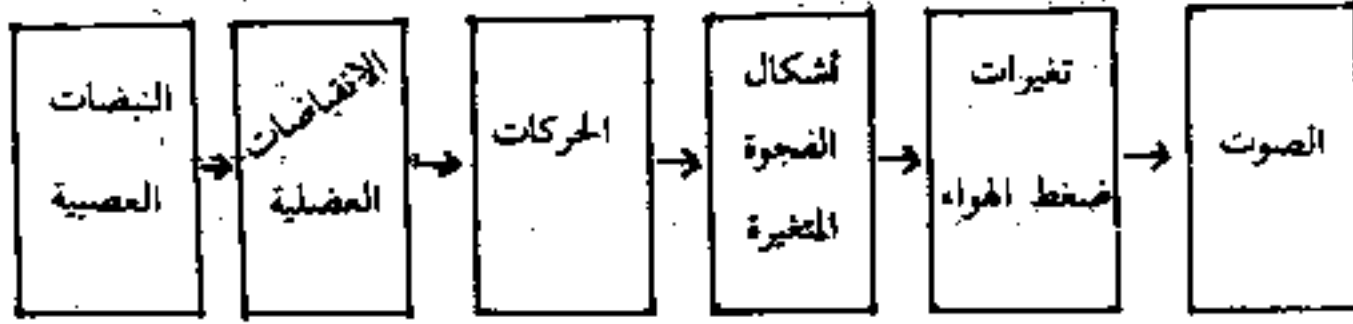 النبضات
العصبية
الانقباضات
العضلية
الحركات
أشكال
الفجوة
المتغيرة
تغيرات
ضغط الهواء
الصوت